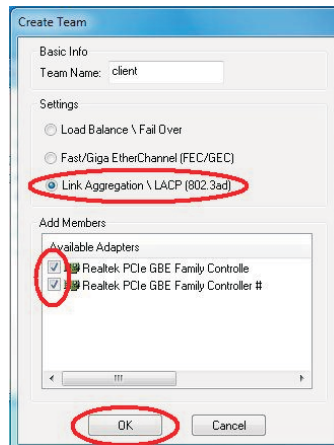 Create Team
Basic Info
Team Name: client
Settings
Load Balance \ Fail Over
Fast/Giga EtherChannel (FEC/GEC)
Link Aggregation \ LACP (802.3ad)
Add Members
Available Adapters
Realtek PCIe GBE Family Controlle
Realtek PCIe GBE Family Controller #
OK Cancel